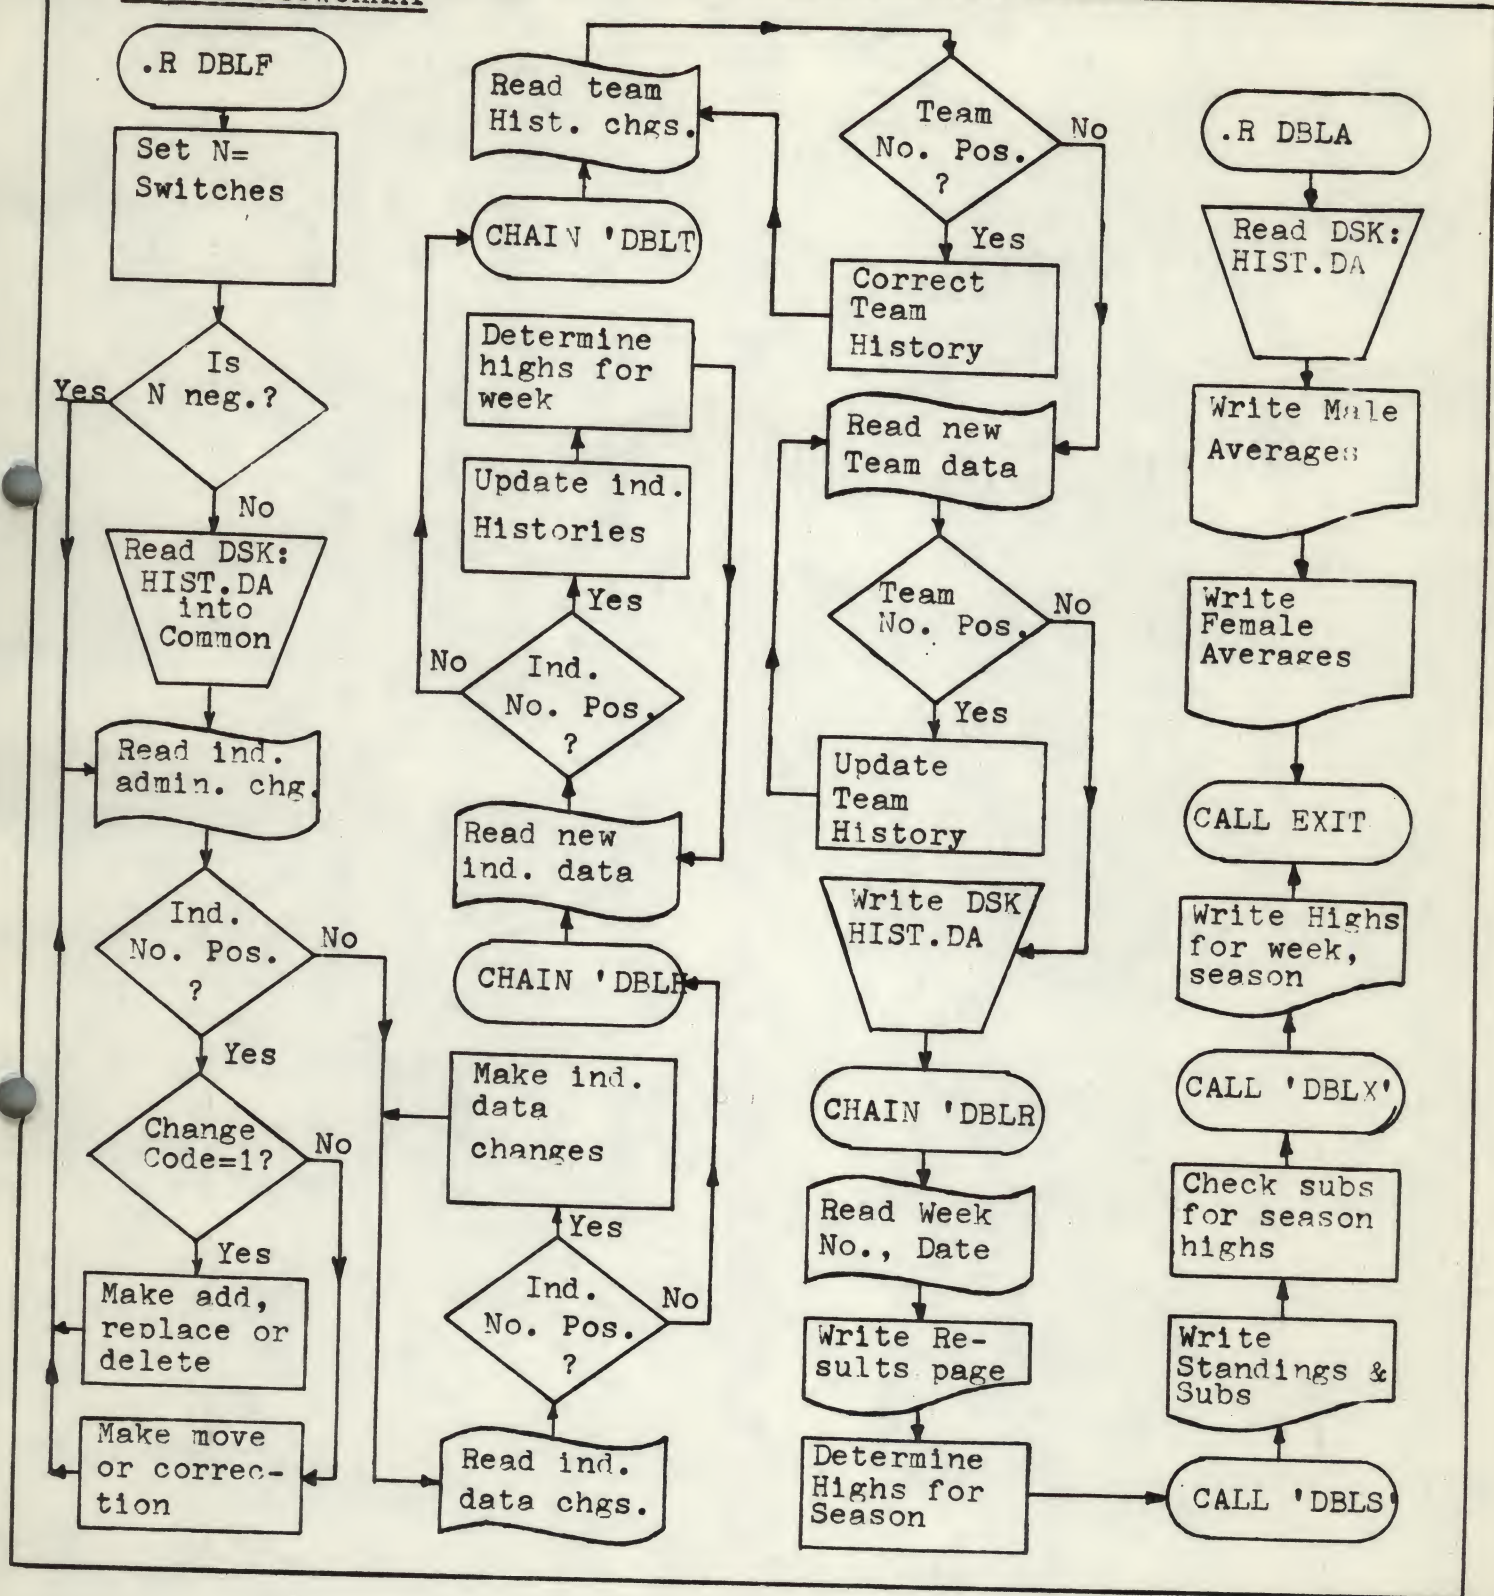 .R DBLF
Set N=
Switches
Is
N neg.?
Yes
No
Read DSK:
HIST.DA
into
Common
Read ind.
admin. chg.
Ind.
No. Pos.
?
No
Yes
Change
Code=1?
No
Yes
Make add,
replace or
delete
Make move
or correc-
tion
Read team
Hist. chgs.
CHAIN 'DBLT
Determine
highs for
week
Update ind.
Histories
Yes
No
Ind.
No. Pos.
?
Read new
ind. data
CHAIN
Make ind.
data
changes
Yes
Ind.
No. Pos.
?
No
Read ind.
data chgs.
Team
No. Pos.
?
No
Yes
Correct
Team
History
Read new
Team data
Team
No. Pos.
No
Yes
Update
Team
History
Write DSK
HIST.DA
CHAIN 'DBLR
Read Week
No., Date
Write Re-
sults page
Determine
Highs for
Season
.R DBLA
Read DSK:
HIST.DA
Write Male
Averages
Write
Female
Averages
CALL EXIT
Write Highs
for week,
season
CALL 'DBLX'
Check subs
for season
highs
Write
Standings &
Subs
CALL 'DBLS'